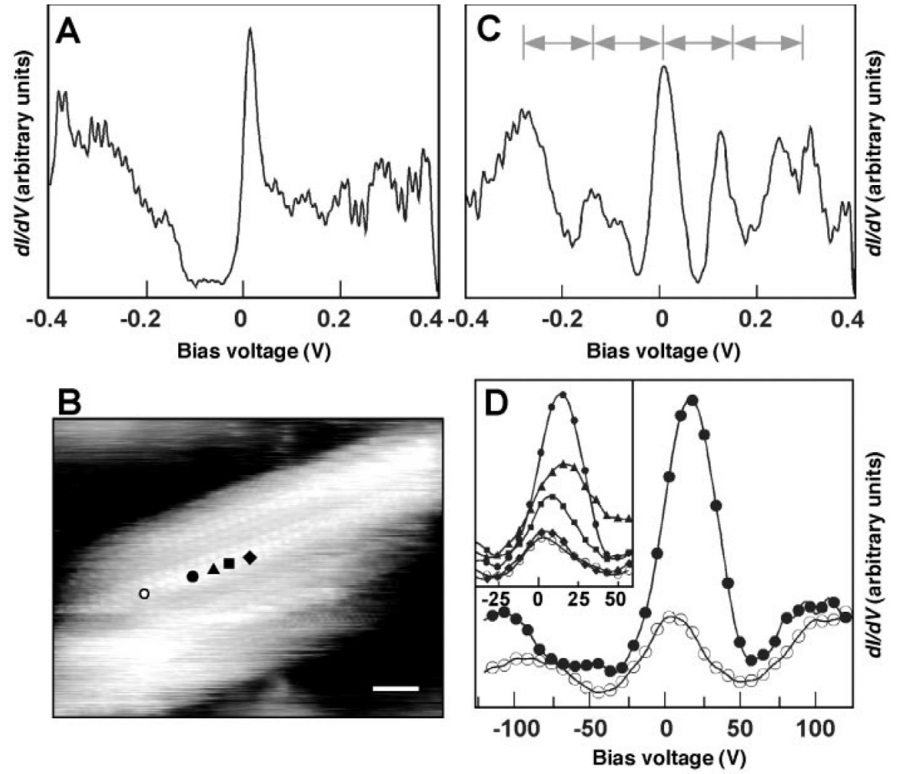 A
dI/dV (arbitrary units)
-0.4 -0.2 0 0.2 0.4
Bias voltage (V)
C
dI/dV (arbitrary units)
-0.4 -0.2 0 0.2 0.4
Bias voltage (V)
B
D
-25 0 25 50
dI/dV (arbitrary units)
-100 -50 0 50 100
Bias voltage (V)